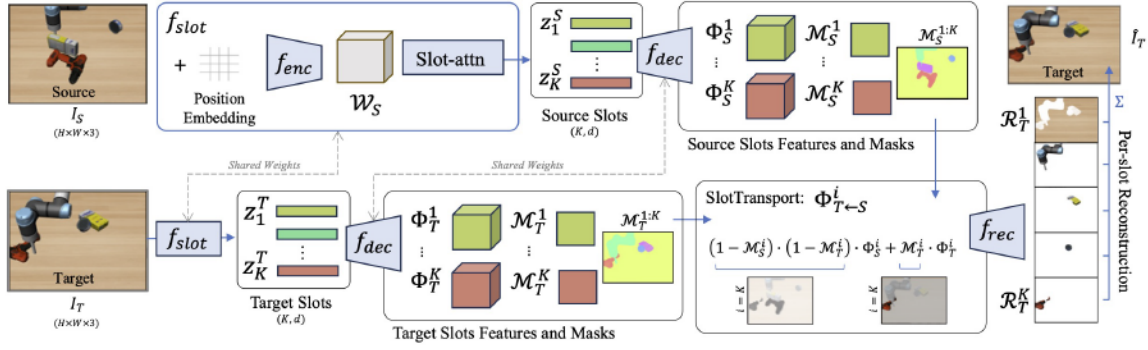 Source
I_S
(H×W×3)
f_slot
+
Position
Embedding
f_enc
W_S
Slot-attn
z_1^S
⋮
z_K^S
Source Slots
(K, d)
f_dec
Φ_S^1
⋮
Φ_S^K
M_S^1
⋮
M_S^K
M_S^{1:K}
Source Slots Features and Masks
Target
Î_T
Shared Weights
Shared Weights
Target
I_T
(H×W×3)
f_slot
z_1^T
⋮
z_K^T
Target Slots
(K, d)
f_dec
Φ_T^1
⋮
Φ_T^K
M_T^1
⋮
M_T^K
M_T^{1:K}
Target Slots Features and Masks
SlotTransport: Φ_{T←S}^i
(1 − M_S^i) · (1 − M_T^i) · Φ_S^i + M_T^i · Φ_T^i
i = K
i = K
f_rec
R_T^1
R_T^K
Σ
Per-slot Reconstruction